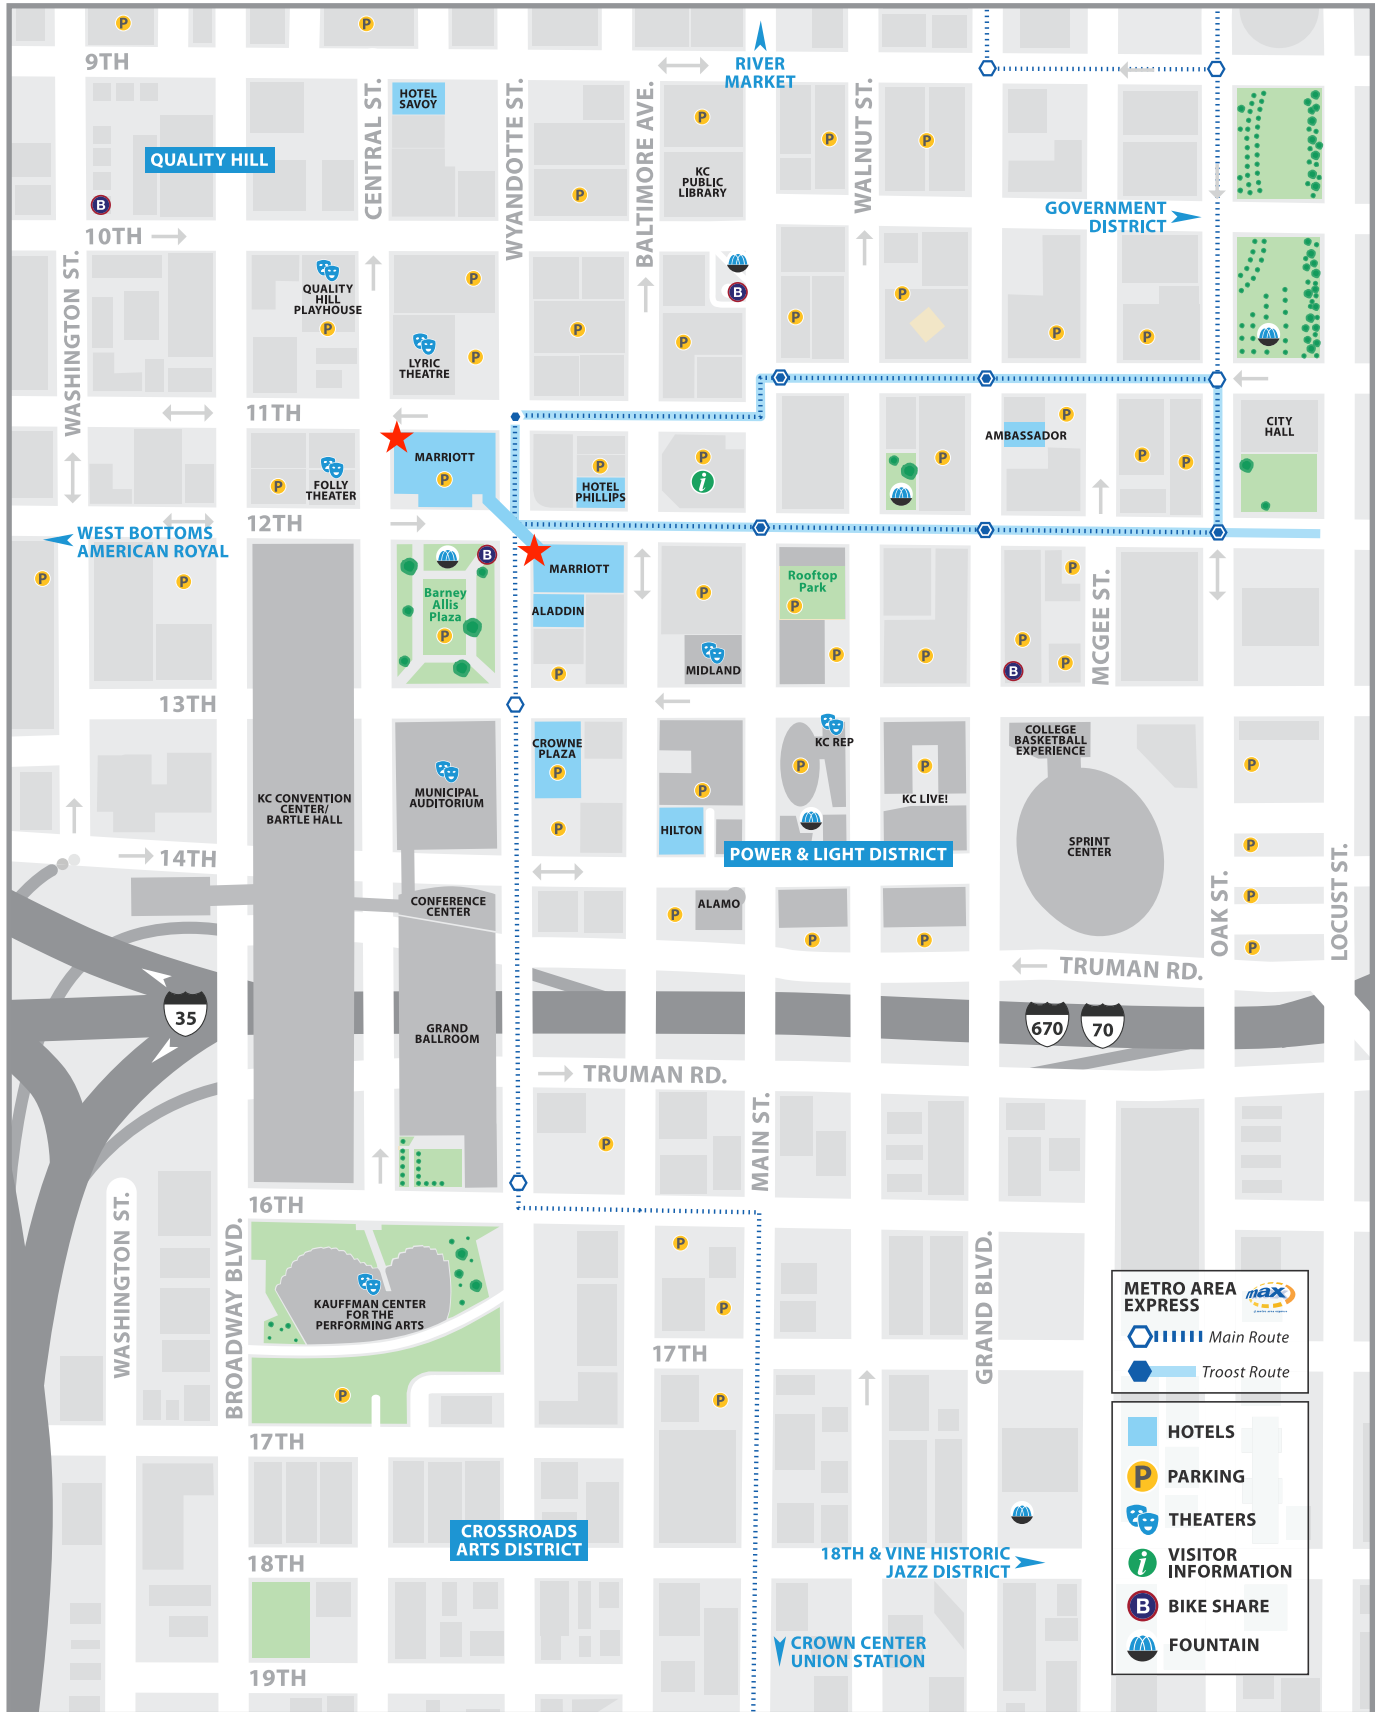 P
P
9TH
RIVER
MARKET
HOTEL
SAVOY
CENTRAL ST.
WYANDOTTE ST.
BALTIMORE AVE.
WALNUT ST.
P
P
P
QUALITY HILL
KC
PUBLIC
LIBRARY
P
B
GOVERNMENT
DISTRICT
10TH
WASHINGTON ST.
QUALITY
HILL
PLAYHOUSE
P
P
B
P
P
P
P
P
P
P
P
LYRIC
THEATRE
P
11TH
P
CITY
HALL
AMBASSADOR
MARRIOTT
P
P
P
P
P
P
FOLLY
THEATER
P
HOTEL
PHILLIPS
i
12TH
WEST BOTTOMS
AMERICAN ROYAL
B
P
P
MARRIOTT
P
Rooftop
Park
P
P
Barney
Allis
Plaza
P
ALADDIN
MCGEE ST.
P
P
P
P
P
MIDLAND
B
P
13TH
COLLEGE
BASKETBALL
EXPERIENCE
KC REP
CROWNE
PLAZA
P
P
P
P
P
KC CONVENTION
CENTER/
BARTLE HALL
MUNICIPAL
AUDITORIUM
KC LIVE!
P
HILTON
SPRINT
CENTER
P
14TH
POWER & LIGHT DISTRICT
OAK ST.
LOCUST ST.
CONFERENCE
CENTER
ALAMO
P
P
P
P
P
TRUMAN RD.
35
GRAND
BALLROOM
670
70
TRUMAN RD.
MAIN ST.
P
16TH
WASHINGTON ST.
BROADWAY BLVD.
GRAND BLVD.
P
KAUFFMAN CENTER
FOR THE
PERFORMING ARTS
P
17TH
P
P
17TH
CROSSROADS
ARTS DISTRICT
18TH
18TH & VINE HISTORIC
JAZZ DISTRICT
CROWN CENTER
UNION STATION
19TH
METRO AREA
EXPRESS
max
Main Route
Troost Route
HOTELS
P PARKING
THEATERS
i VISITOR
INFORMATION
B BIKE SHARE
FOUNTAIN